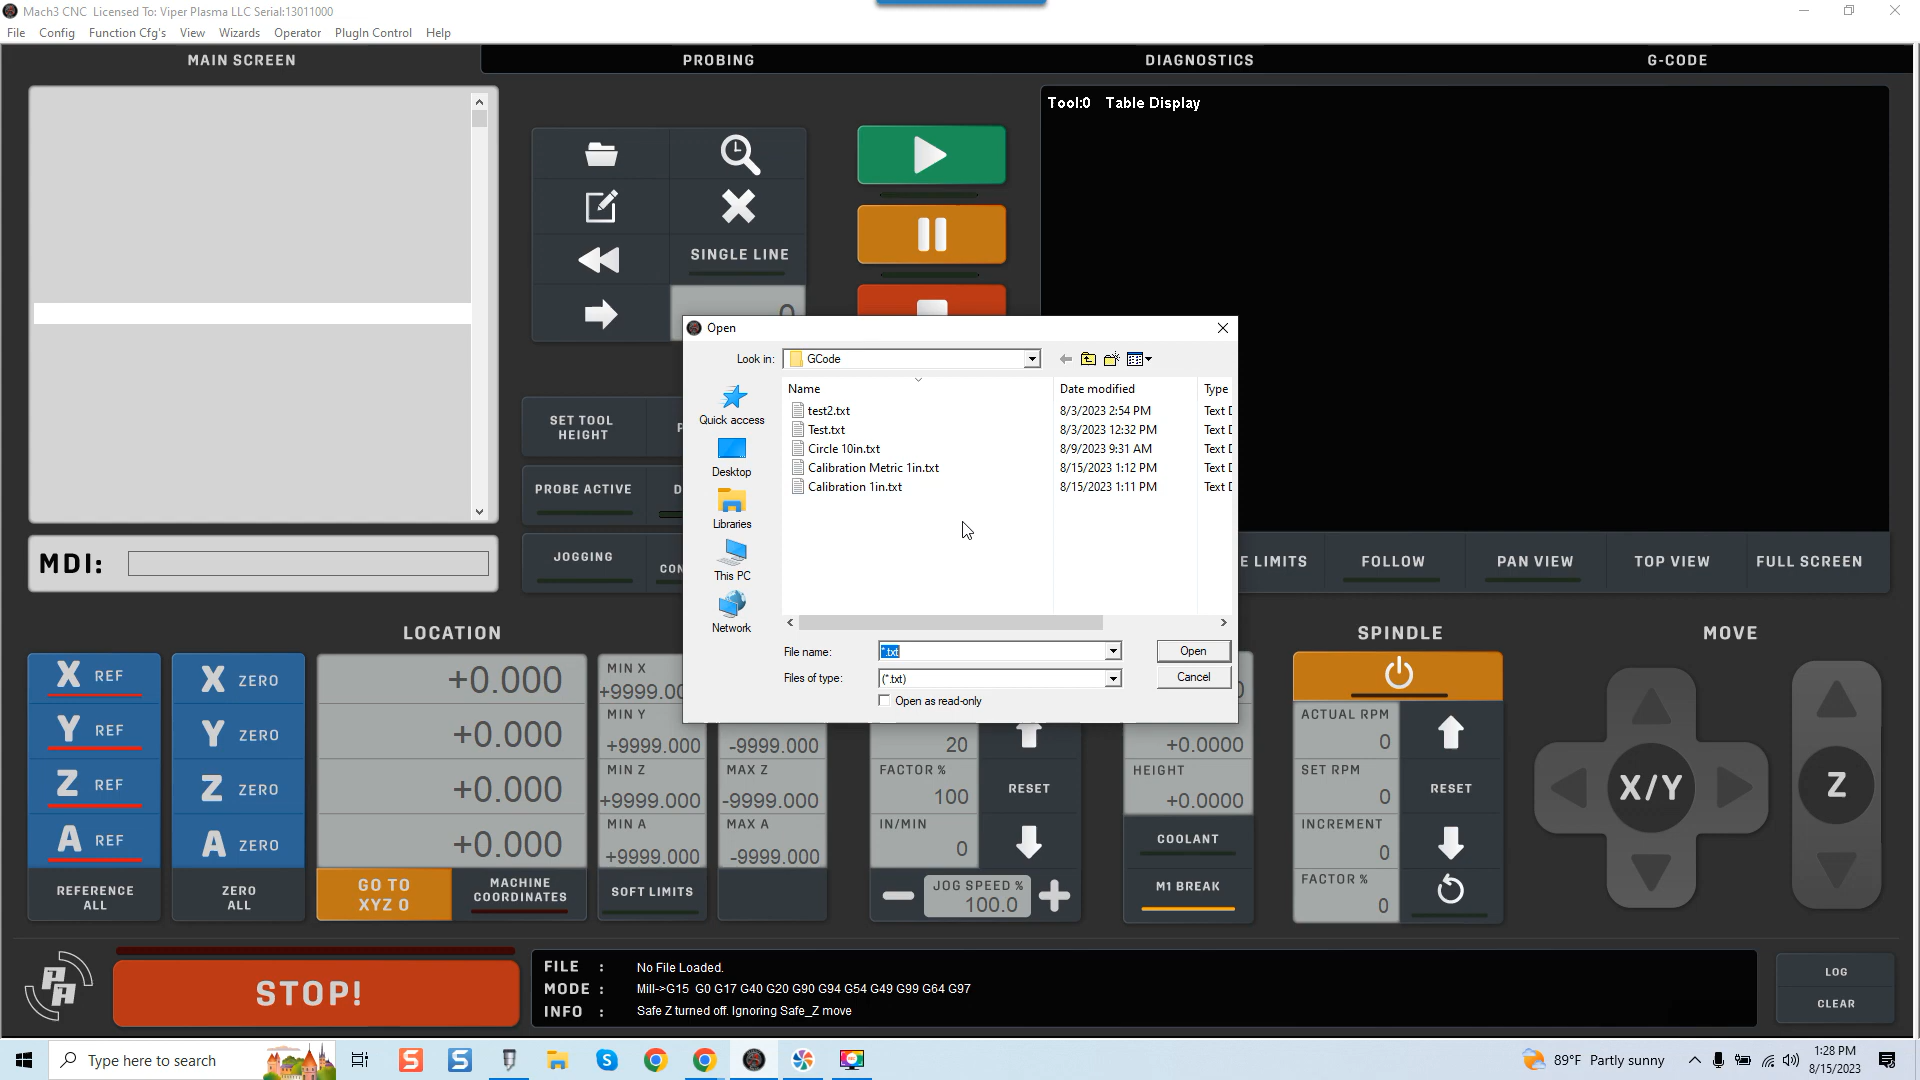 Mach3 CNC Licensed To: Viper Plasma LLC Serial:13011000
File Config Function Cfg's View Wizards Operator PlugIn Control Help
MAIN SCREEN PROBING DIAGNOSTICS G-CODE
Tool:0 Table Display
SINGLE LINE
0
Open
Look in: GCode
Name Date modified Type
test2.txt 8/3/2023 2:54 PM Text D
Test.txt 8/3/2023 12:32 PM Text D
Circle 10in.txt 8/9/2023 9:31 AM Text D
Calibration Metric 1in.txt 8/15/2023 1:12 PM Text D
Calibration 1in.txt 8/15/2023 1:11 PM Text D
Quick access
Desktop
Libraries
This PC
Network
File name: *.txt Open
Files of type: (*.txt) Cancel
Open as read-only
SET TOOL HEIGHT
PROBE ACTIVE
JOGGING
CON
MDI:
E LIMITS FOLLOW PAN VIEW TOP VIEW FULL SCREEN
LOCATION SPINDLE MOVE
X REF X ZERO +0.000
Y REF Y ZERO +0.000
Z REF Z ZERO +0.000
A REF A ZERO +0.000
REFERENCE ALL ZERO ALL GO TO XYZ 0 MACHINE COORDINATES
MIN X
+9999.00
MIN Y
+9999.000 -9999.000
MIN Z MAX Z
+9999.000 -9999.000
MIN A MAX A
+9999.000 -9999.000
SOFT LIMITS
20
FACTOR %
100 RESET
IN/MIN
0
JOG SPEED %
100.0
+0.0000
HEIGHT
+0.0000
COOLANT
M1 BREAK
ACTUAL RPM
0
SET RPM
0 RESET
INCREMENT
0
FACTOR %
0
X/Y Z
STOP!
FILE : No File Loaded.
MODE : Mill->G15 G0 G17 G40 G20 G90 G94 G54 G49 G99 G64 G97
INFO : Safe Z turned off. Ignoring Safe_Z move
LOG
CLEAR
Type here to search
89°F Partly sunny
1:28 PM
8/15/2023